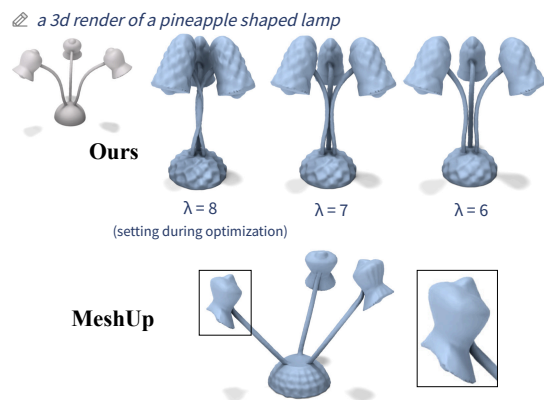 a 3d render of a pineapple shaped lamp
Ours
λ = 8
λ = 7
λ = 6
(setting during optimization)
MeshUp